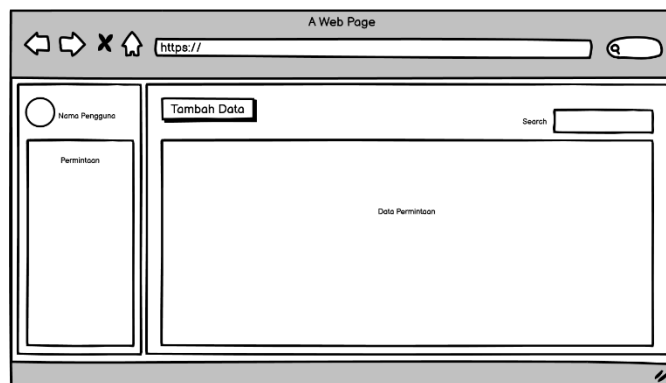 A Web Page
https://
Nama Pengguna
Permintaan
Tambah Data
Search
Data Permintaan